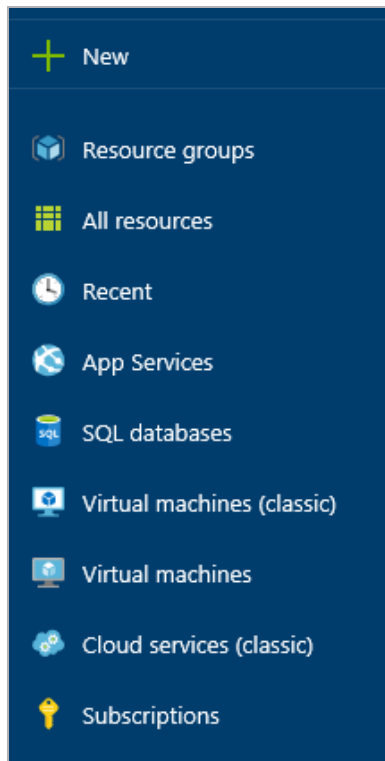 New
Resource groups
All resources
Recent
App Services
SQL
SQL databases
Virtual machines (classic)
Virtual machines
Cloud services (classic)
Subscriptions